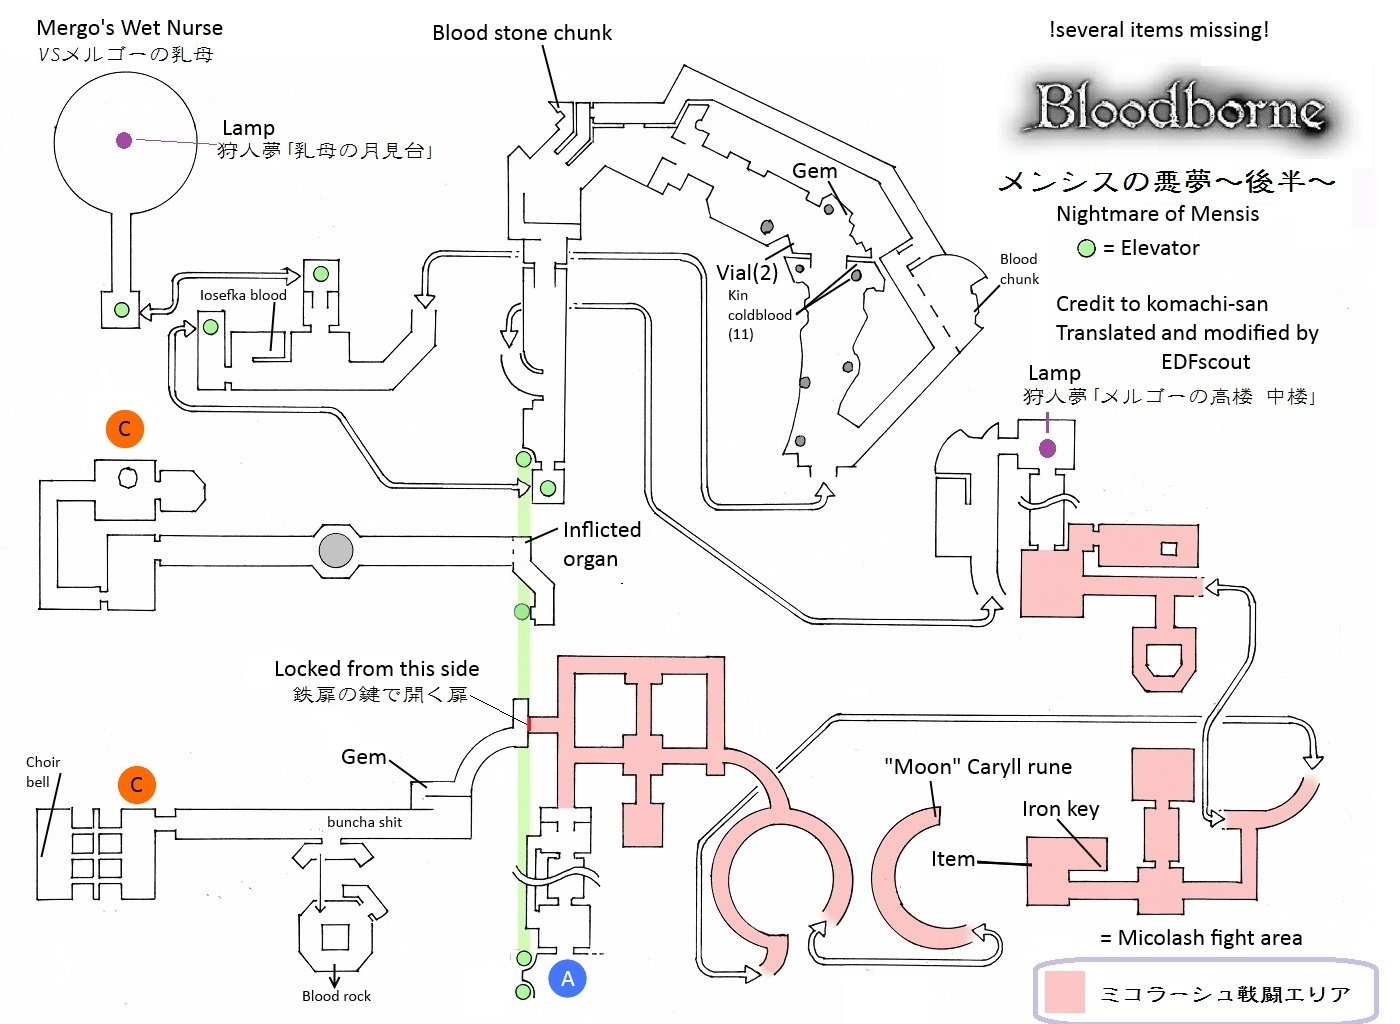 Mergo's Wet Nurse
VSメルゴーの乳母
Lamp
狩人夢「乳母の月見台」
Blood stone chunk
!several items missing!
Bloodborne
メンシスの悪夢～後半～
Nightmare of Mensis
= Elevator
Credit to komachi-san
Translated and modified by
EDFscout
Gem
Vial(2)
Kin
coldblood
(11)
Blood
chunk
Iosefka blood
Lamp
狩人夢「メルゴーの高楼 中楼」
C
Inflicted
organ
Locked from this side
鉄扉の鍵で開く扉
Gem
Choir
bell
C
buncha shit
Blood rock
A
"Moon" Caryll rune
Iron key
Item
= Micolash fight area
ミコラーシュ戦闘エリア